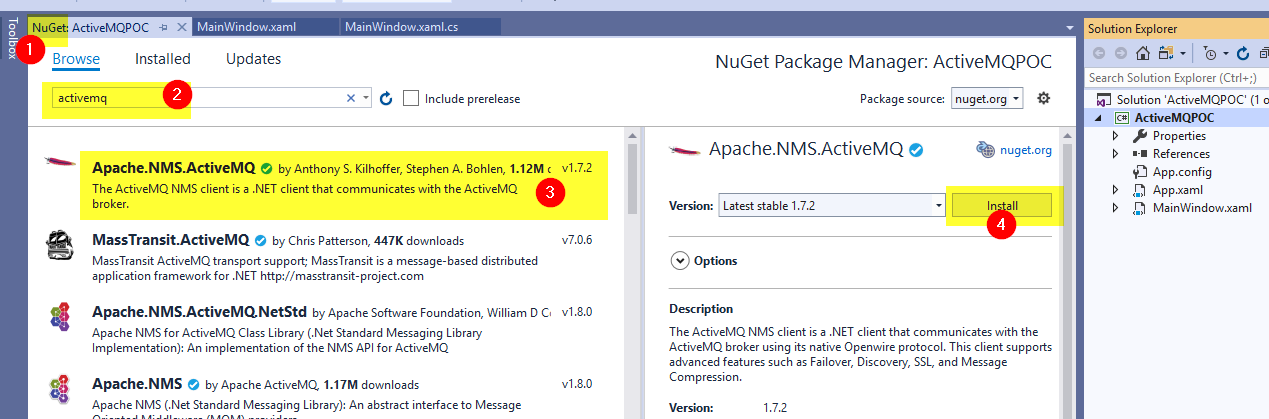 Toolbox
NuGet: ActiveMQPOC
MainWindow.xaml
MainWindow.xaml.cs
1
Browse
Installed
Updates
NuGet Package Manager: ActiveMQPOC
activemq
2
Include prerelease
Package source:
nuget.org
Apache.NMS.ActiveMQ by Anthony S. Kilhoffer, Stephen A. Bohlen, 1.12M d
v1.7.2
The ActiveMQ NMS client is a .NET client that communicates with the ActiveMQ
broker.
3
MassTransit.ActiveMQ by Chris Patterson, 447K downloads
v7.0.6
MassTransit ActiveMQ transport support; MassTransit is a message-based distributed
application framework for .NET http://masstransit-project.com
Apache.NMS.ActiveMQ.NetStd by Apache Software Foundation, William D C
v1.8.0
Apache NMS for ActiveMQ Class Library (.Net Standard Messaging Library
Implementation): An implementation of the NMS API for ActiveMQ
Apache.NMS by Apache ActiveMQ, 1.17M downloads
v1.8.0
Apache NMS (.Net Standard Messaging Library): An abstract interface to Message
Oriented Middleware (MOM) providers
Apache.NMS.ActiveMQ
nuget.org
Version:
Latest stable 1.7.2
Install
4
Options
Description
The ActiveMQ NMS client is a .NET client that communicates with the
ActiveMQ broker using its native Openwire protocol. This client supports
advanced features such as Failover, Discovery, SSL, and Message
Compression.
Version:
1.7.2
Solution Explorer
Search Solution Explorer (Ctrl+;)
Solution 'ActiveMQPOC' (1 o
C# ActiveMQPOC
Properties
References
App.config
App.xaml
MainWindow.xaml